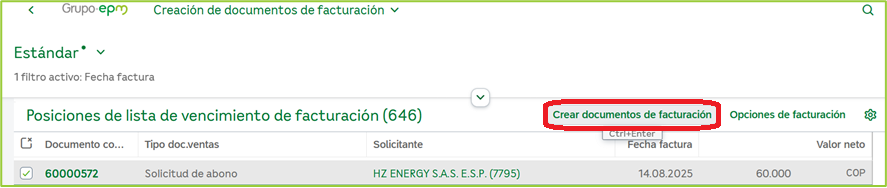 Grupo·epm Creación de documentos de facturación
Estándar*
1 filtro activo: Fecha factura
Posiciones de lista de vencimiento de facturación (646) Crear documentos de facturación Opciones de facturación
Ctrl+Enter
Documento co... Tipo doc.ventas Solicitante Fecha factura Valor neto
60000572 Solicitud de abono HZ ENERGY S.A.S. E.S.P. (7795) 14.08.2025 60.000 COP